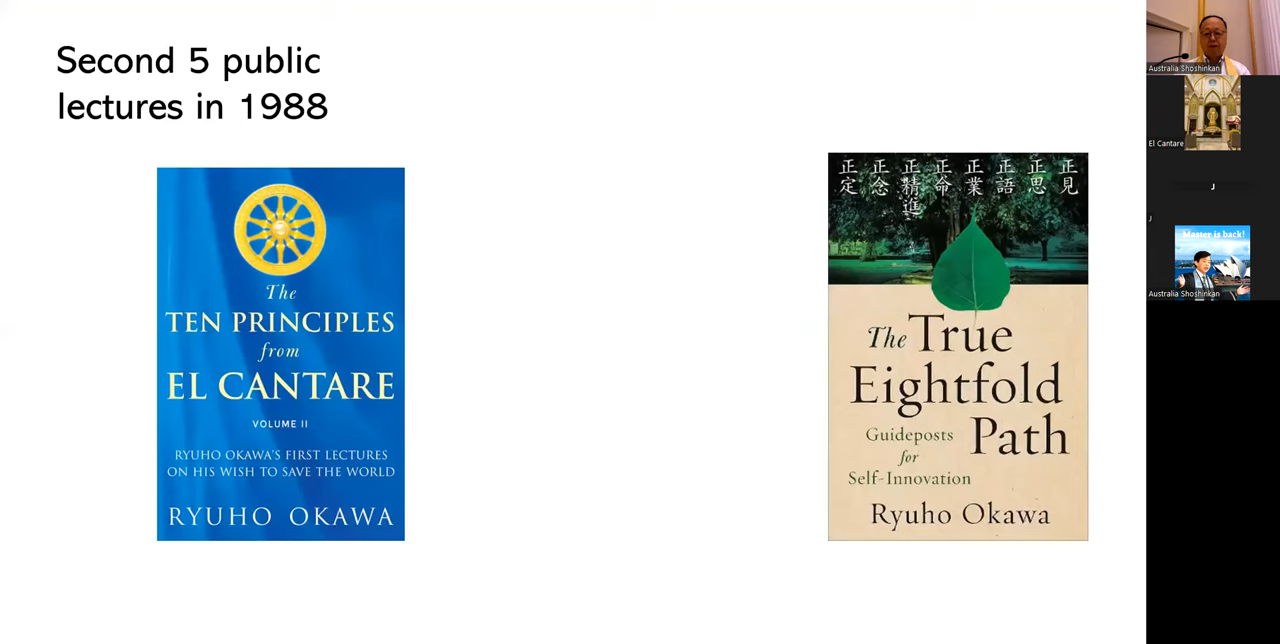 Second 5 public
lectures in 1988
The
TEN PRINCIPLES
from
EL CANTARE
VOLUME II
RYUHO OKAWA'S FIRST LECTURES
ON HIS WISH TO SAVE THE WORLD
RYUHO OKAWA
正定 正念 正精進 正命 正業 正語 正思 正見
The True
Eightfold
Path
Guideposts
for
Self-Innovation
Ryuho Okawa
Australia Shoshinkan
El Cantare
J
J
Master is back!
Australia Shoshinkan